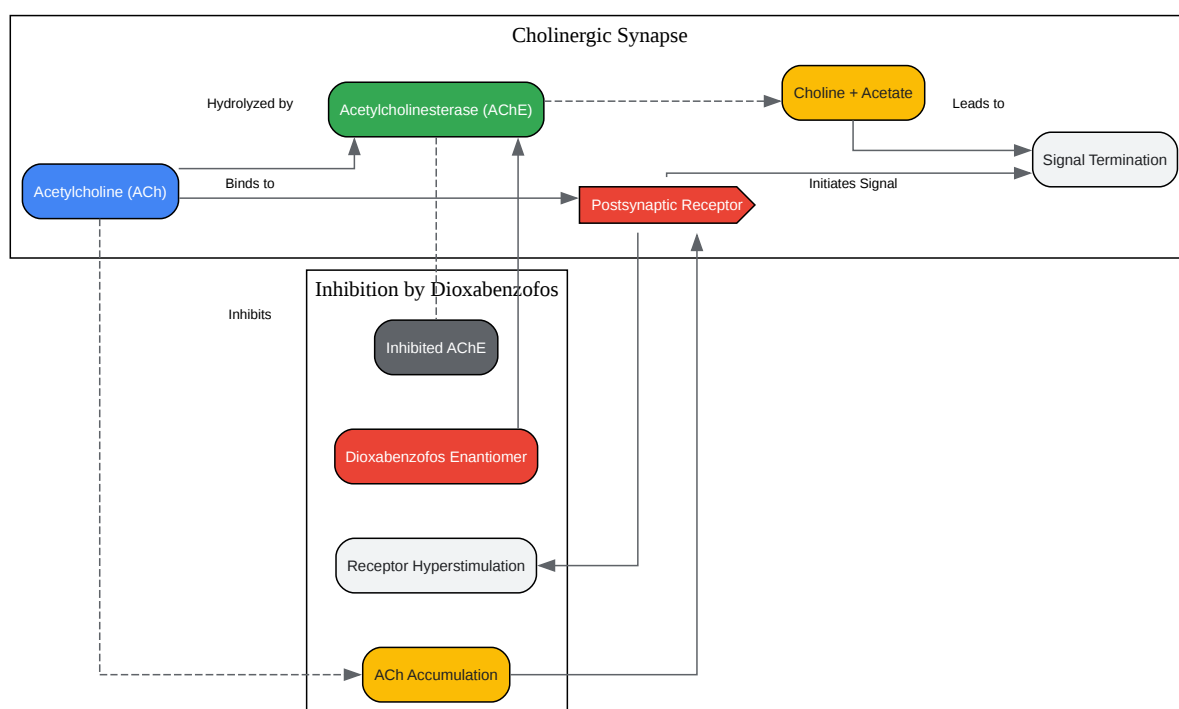 Cholinergic Synapse
Hydrolyzed by
Acetylcholinesterase (AChE)
Choline + Acetate
Leads to
Signal Termination
Acetylcholine (ACh)
Binds to
Postsynaptic Receptor
Initiates Signal
Inhibition by Dioxabenzofos
Inhibits
Inhibited AChE
Dioxabenzofos Enantiomer
Receptor Hyperstimulation
ACh Accumulation